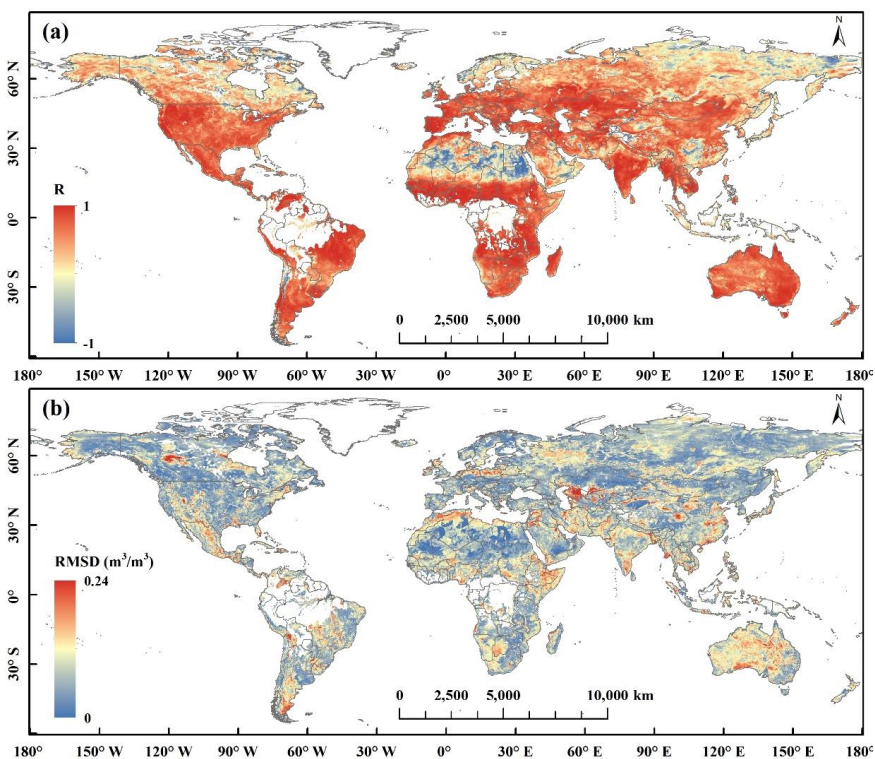 (a)
N
60° N
30° N
0°
30° S
R
1
-1
0 2,500 5,000 10,000 km
180° 150° W 120° W 90° W 60° W 30 W 0° 30° E 60° E 90° E 120° E 150° E 180°
(b)
N
60° N
30° N
0°
30° S
RMSD (m³/m³)
0.24
0
0 2,500 5,000 10,000 km
180° 150° W 120° W 90° W 60° W 30° W 0° 30° E 60° E 90° E 120° E 150° E 180°